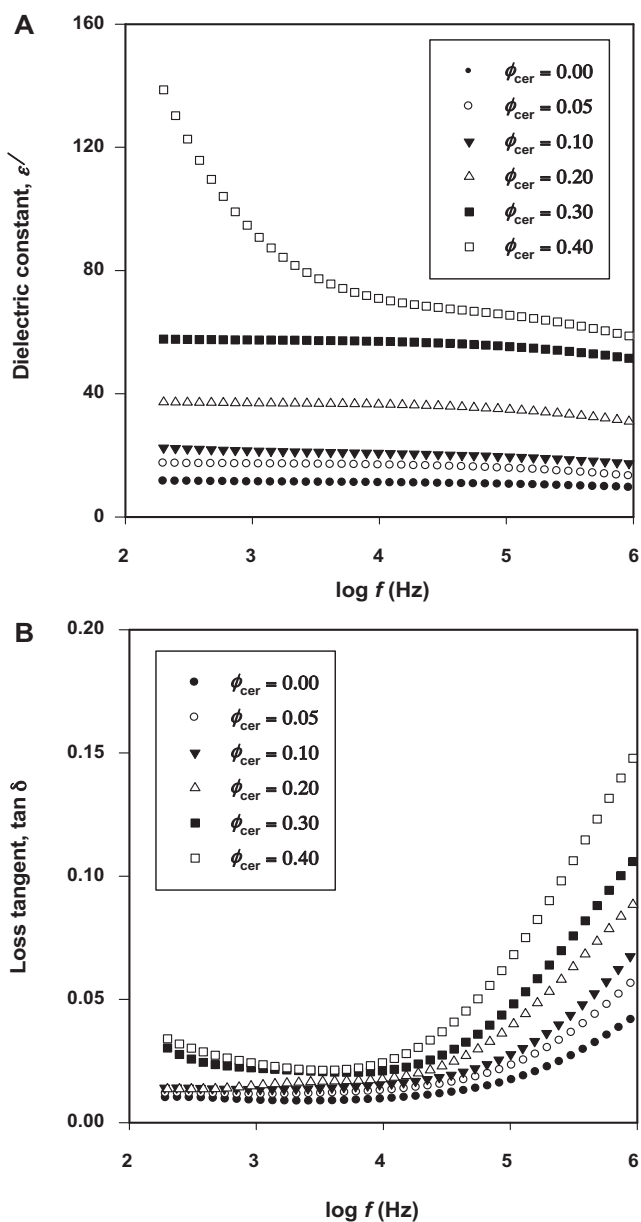 A
160
120
80
40
0
Dielectric constant, ε′
ϕcer = 0.00
ϕcer = 0.05
ϕcer = 0.10
ϕcer = 0.20
ϕcer = 0.30
ϕcer = 0.40
2 3 4 5 6
log f (Hz)
B
0.20
0.15
0.10
0.05
0.00
Loss tangent, tan δ
ϕcer = 0.00
ϕcer = 0.05
ϕcer = 0.10
ϕcer = 0.20
ϕcer = 0.30
ϕcer = 0.40
2 3 4 5 6
log f (Hz)